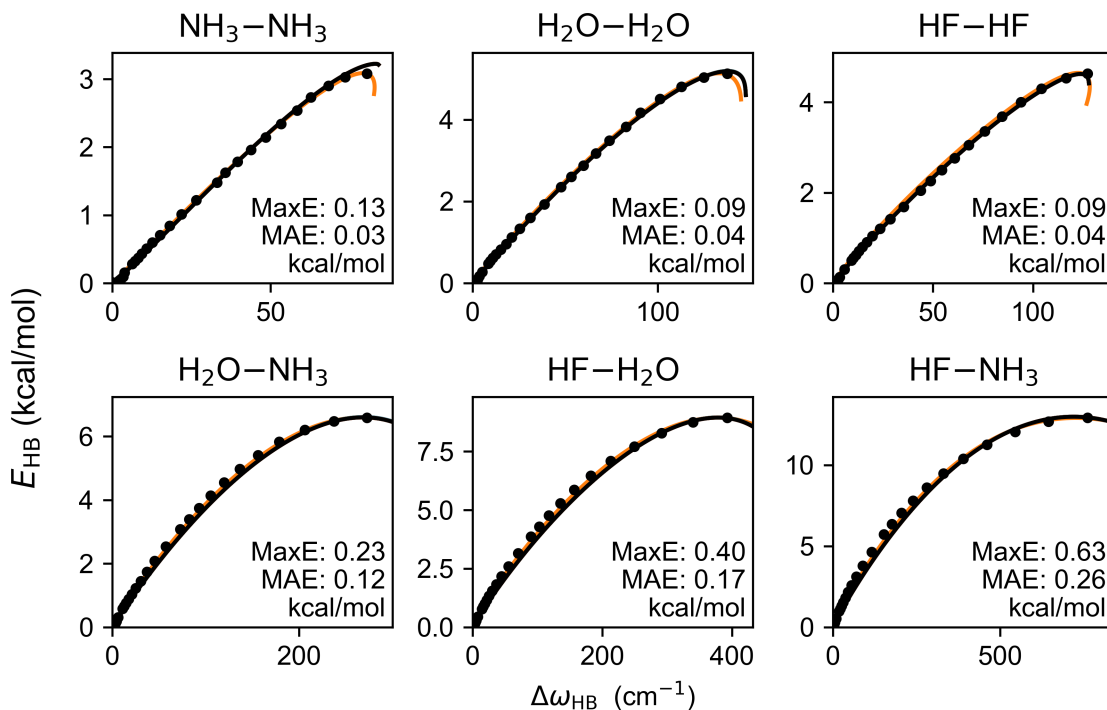 NH₃−NH₃
H₂O−H₂O
HF−HF
3
2
1
0
MaxE: 0.13
MAE: 0.03
kcal/mol
0
50
4
2
0
MaxE: 0.09
MAE: 0.04
kcal/mol
0
100
4
2
0
MaxE: 0.09
MAE: 0.04
kcal/mol
0
50
100
E_HB (kcal/mol)
H₂O−NH₃
HF−H₂O
HF−NH₃
6
4
2
0
MaxE: 0.23
MAE: 0.12
kcal/mol
0
200
7.5
5.0
2.5
0.0
MaxE: 0.40
MAE: 0.17
kcal/mol
0
200
400
10
5
0
MaxE: 0.63
MAE: 0.26
kcal/mol
0
500
Δω_HB (cm⁻¹)